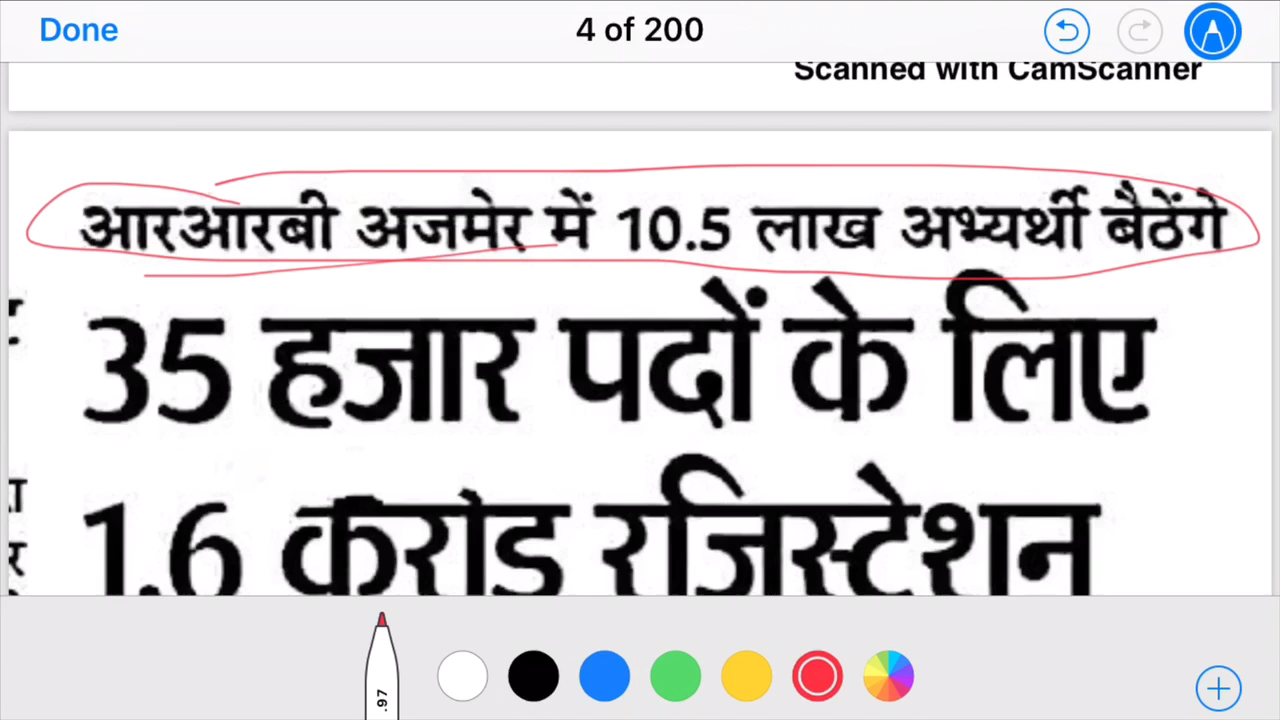 Done 4 of 200
Scanned with CamScanner
आरआरबी अजमेर में 10.5 लाख अभ्यर्थी बैठेंगे
35 हजार पदों के लिए
1.6 करोड़ रजिस्टेशन
.97